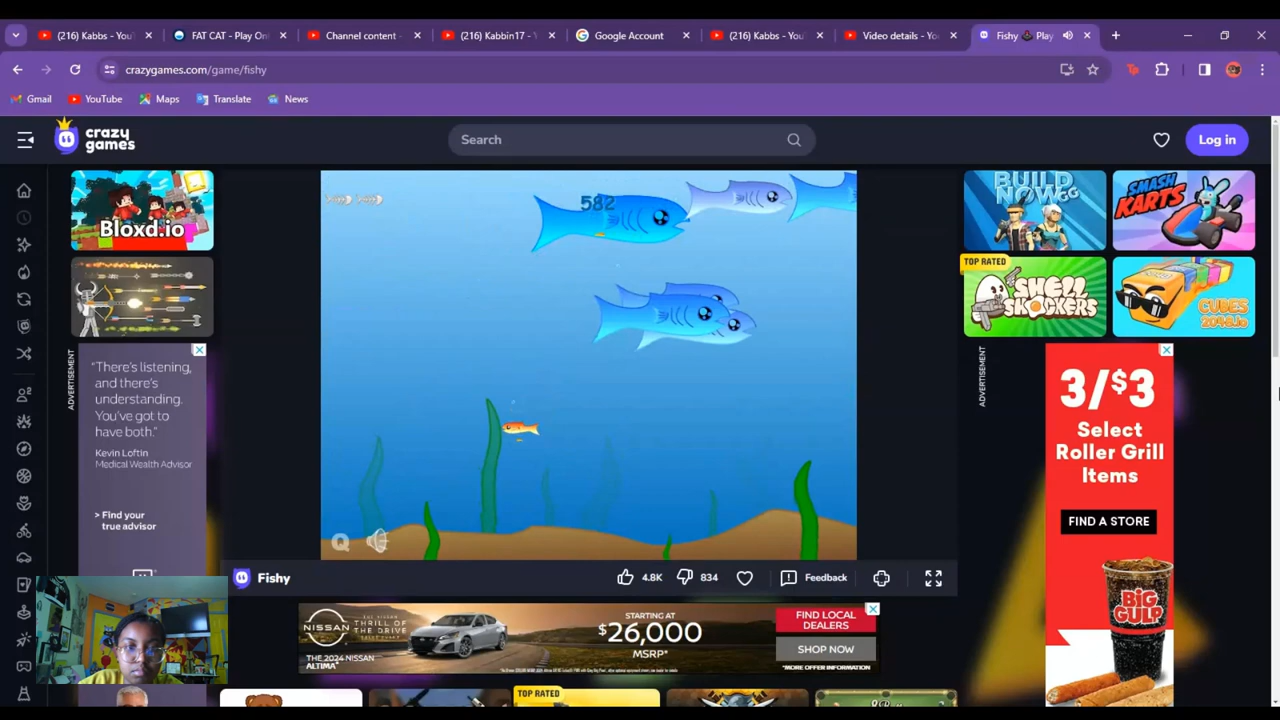 (216) Kabbs - You
FAT CAT - Play On
Channel content -
(216) Kabbin17 - Y
Google Account
(216) Kabbs - You
Video details - Yo
Fishy Play
crazygames.com/game/fishy
Gmail
YouTube
Maps
Translate
News
crazy
games
Search
Log in
Bloxd.io
BUILD
NOW GG
SMASH
KARTS
TOP RATED
SHELL
SHOCKERS
CUBES
2048.io
582
Q
ADVERTISEMENT
"There's listening,
and there's
understanding.
You've got to
have both."
Kevin Loftin
Medical Wealth Advisor
> Find your
true advisor
ADVERTISEMENT
3/$3
Select
Roller Grill
Items
FIND A STORE
BIG
GULP
Fishy
4.8K
834
Feedback
NISSAN
THRILL OF
THE DRIVE
THE 2024 NISSAN
ALTIMA
STARTING AT
$26,000
MSRP*
FIND LOCAL
DEALERS
SHOP NOW
*MORE OFFER INFORMATION
TOP RATED